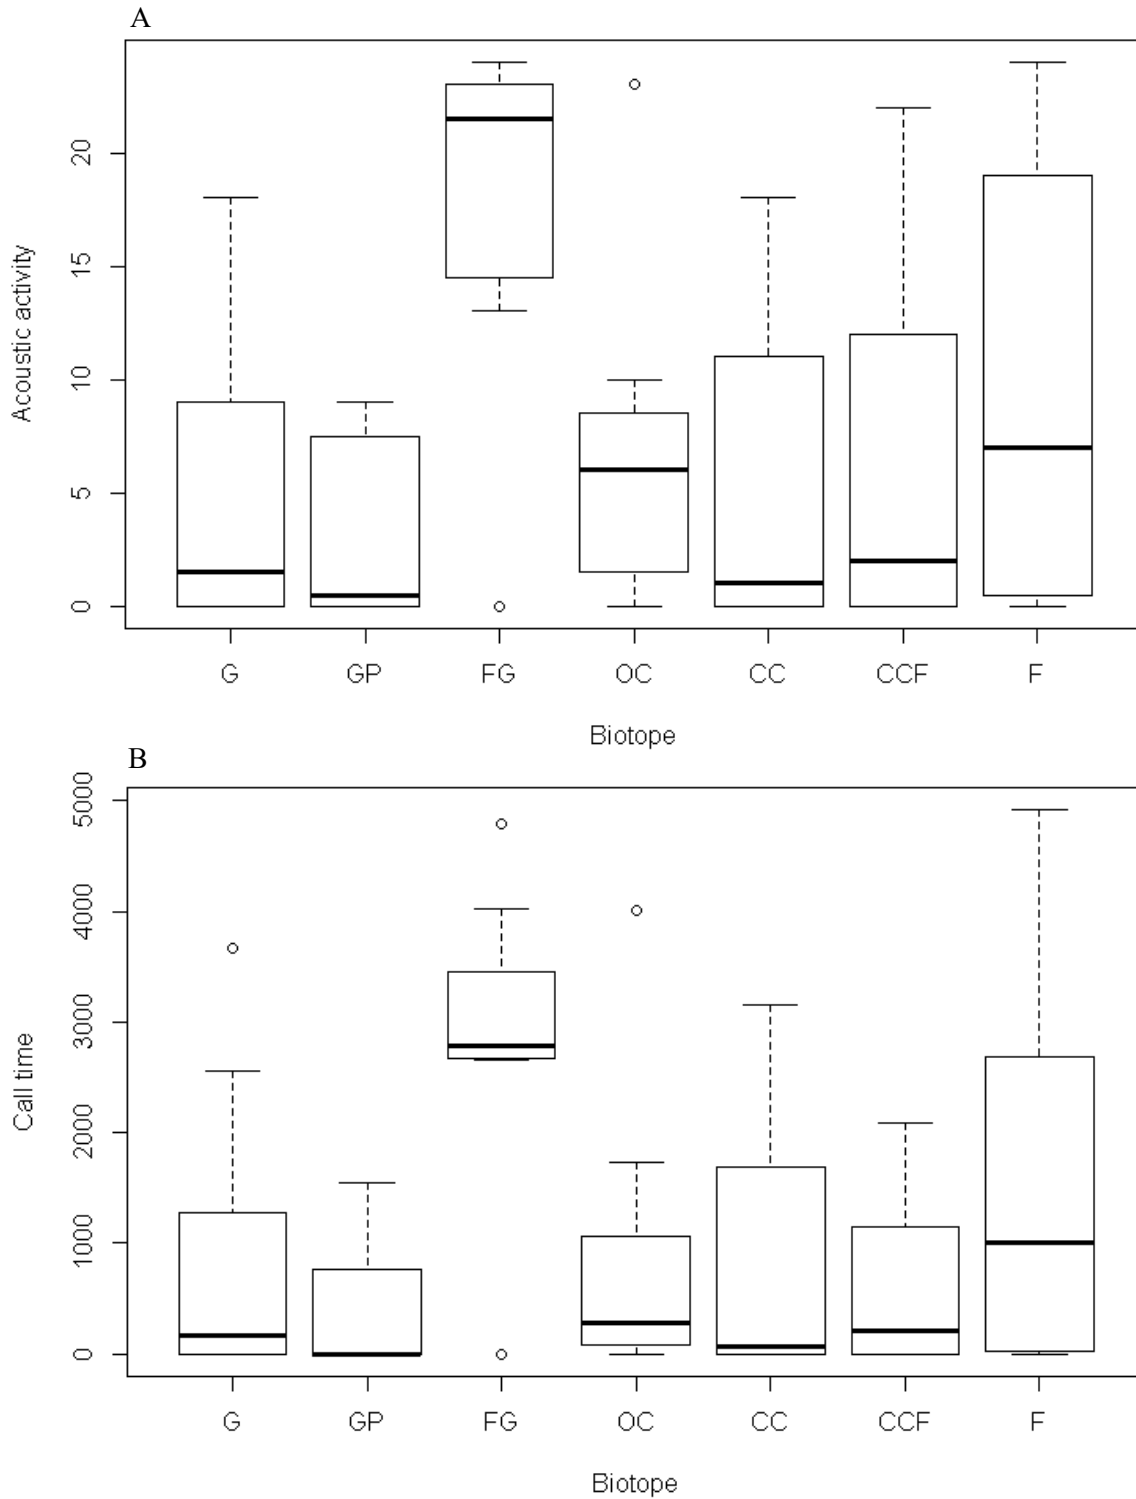 A
Acoustic activity
20
15
10
5
0
G GP FG OC CC CCF F
Biotope
B
Call time
5000
4000
3000
2000
1000
0
G GP FG OC CC CCF F
Biotope